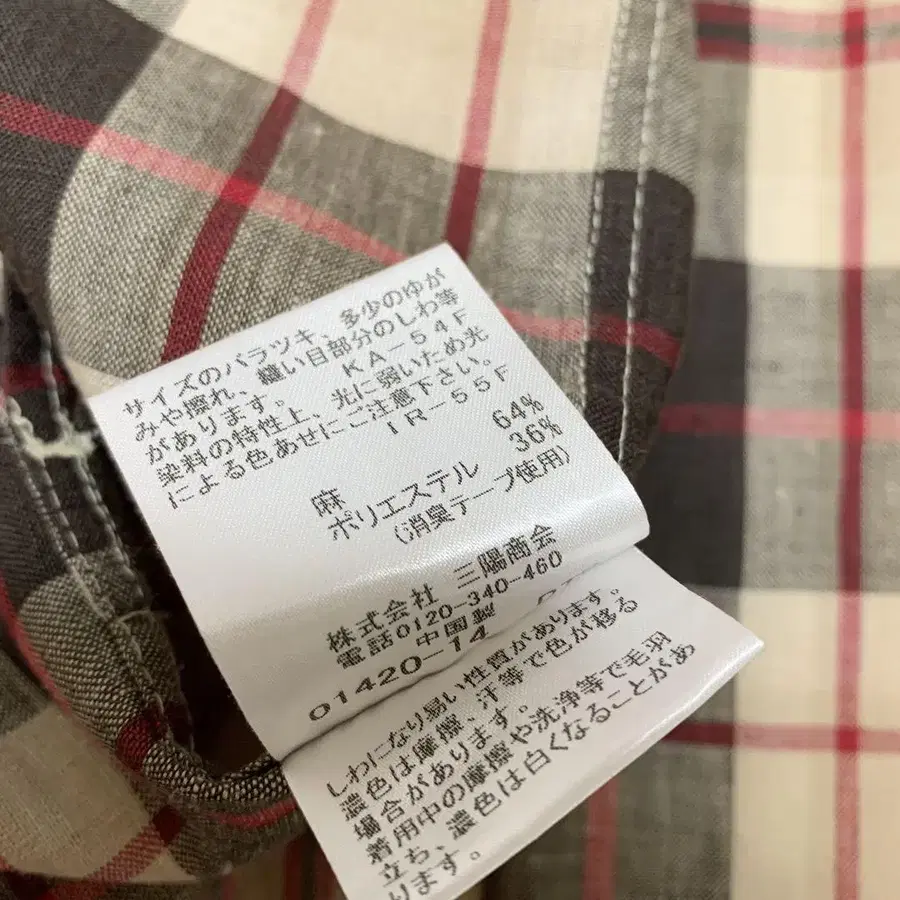 サイズのバラツキ、多少のゆが
みや擦れ、縫い目部分のしわ等
があります。 KA-54F
染料の特性上、光に弱いため光
による色あせにご注意下さい。
IR-55F
麻 64%
ポリエステル 36%
(消臭テープ使用)
株式会社 三陽商会
電話0120-340-460
中国製
01420-14
しわになり易い性質があります。
濃色は摩擦、汗等で色が移る
場合があります。
着用中の摩擦や洗浄等で毛羽
立ち、濃色は白くなることがあ
ります。